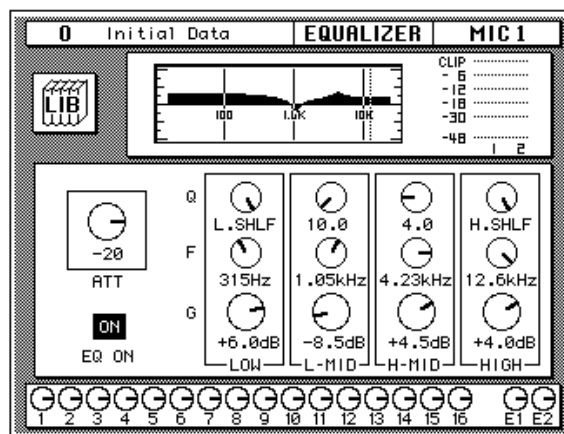 0 Initial Data EQUALIZER MIC 1
LIB
100 1.0K 10K
CLIP
- 6
-12
-18
-30
-48
1 2
Q L.SHLF 10.0 4.0 H.SHLF
-20
ATT
F 315Hz 1.05kHz 4.23kHz 12.6kHz
ON
EQ ON
G +6.0dB -8.5dB +4.5dB +4.0dB
LOW L-MID H-MID HIGH
1 2 3 4 5 6 7 8 9 10 11 12 13 14 15 16 E1 E2